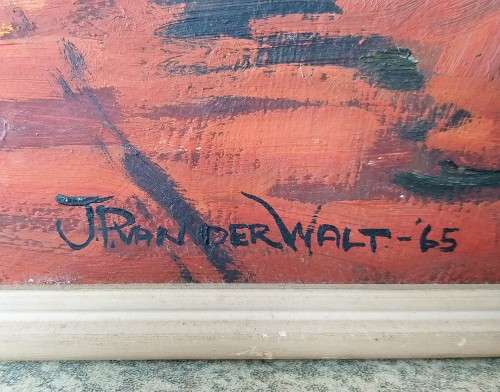 J.P. VAN DER WALT - '65